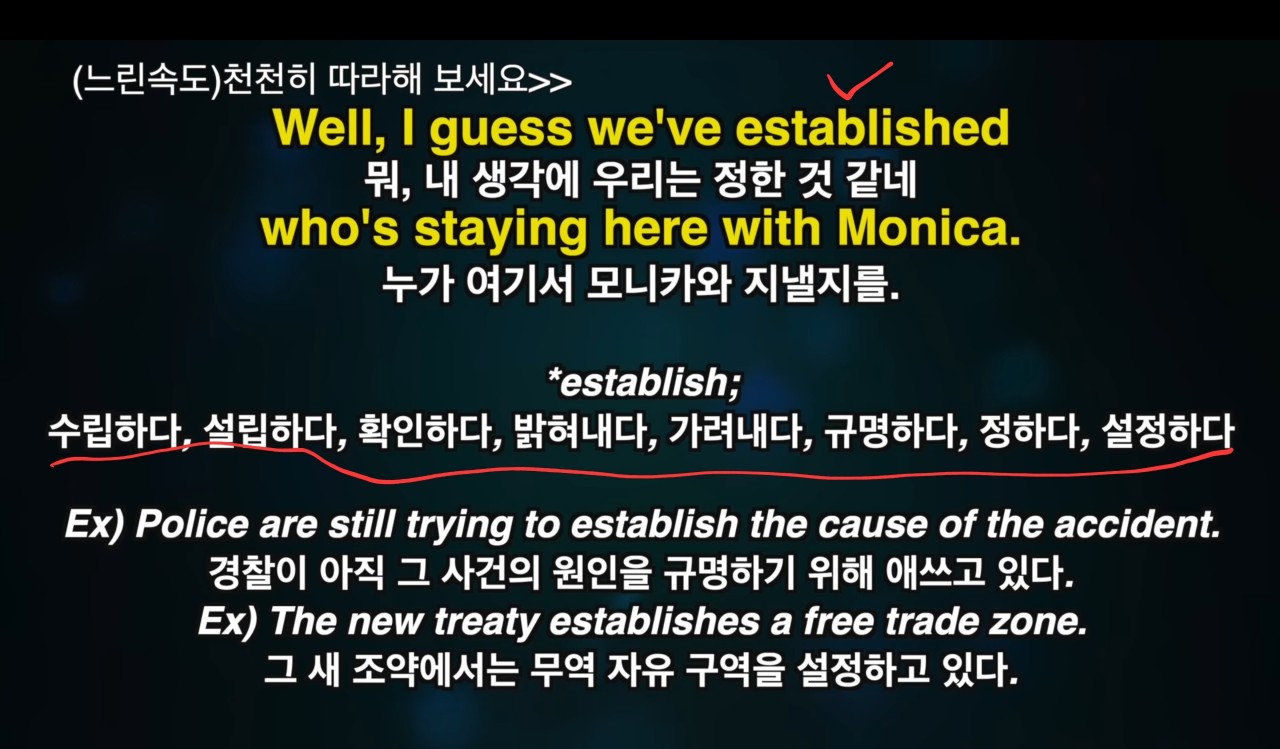 (느린속도)천천히 따라해 보세요>>
Well, I guess we've established
뭐, 내 생각에 우리는 정한 것 같네
who's staying here with Monica.
누가 여기서 모니카와 지낼지를.
*establish;
수립하다, 설립하다, 확인하다, 밝혀내다, 가려내다, 규명하다, 정하다, 설정하다
Ex) Police are still trying to establish the cause of the accident.
경찰이 아직 그 사건의 원인을 규명하기 위해 애쓰고 있다.
Ex) The new treaty establishes a free trade zone.
그 새 조약에서는 무역 자유 구역을 설정하고 있다.